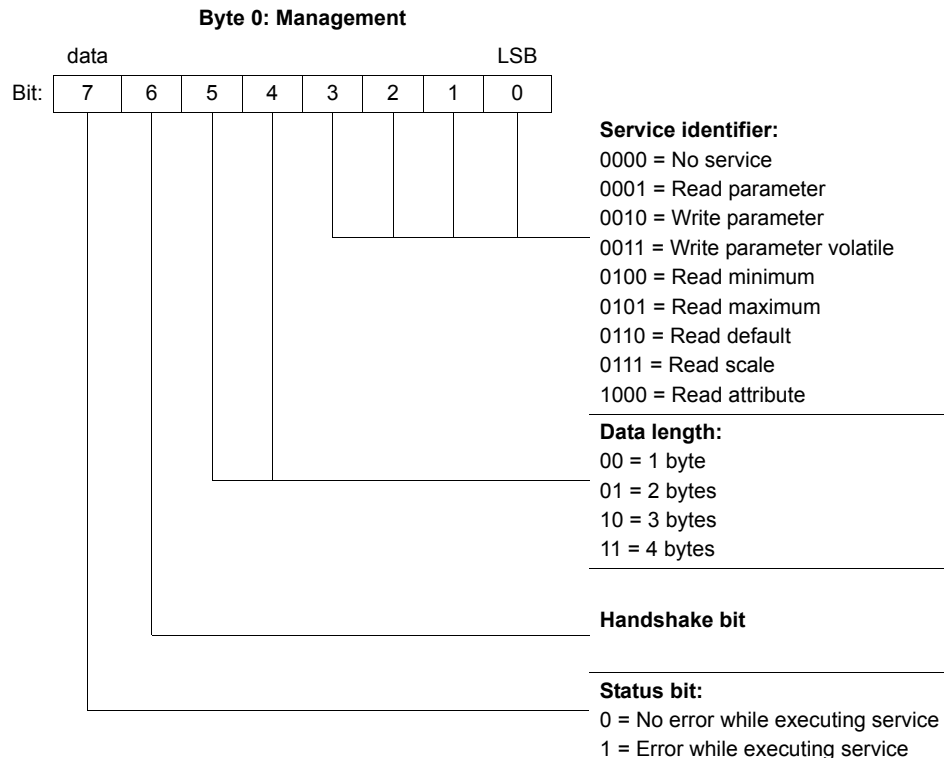 Byte 0: Management
data LSB
Bit: 7 6 5 4 3 2 1 0
Service identifier:
0000 = No service
0001 = Read parameter
0010 = Write parameter
0011 = Write parameter volatile
0100 = Read minimum
0101 = Read maximum
0110 = Read default
0111 = Read scale
1000 = Read attribute
Data length:
00 = 1 byte
01 = 2 bytes
10 = 3 bytes
11 = 4 bytes
Handshake bit
Status bit:
0 = No error while executing service
1 = Error while executing service